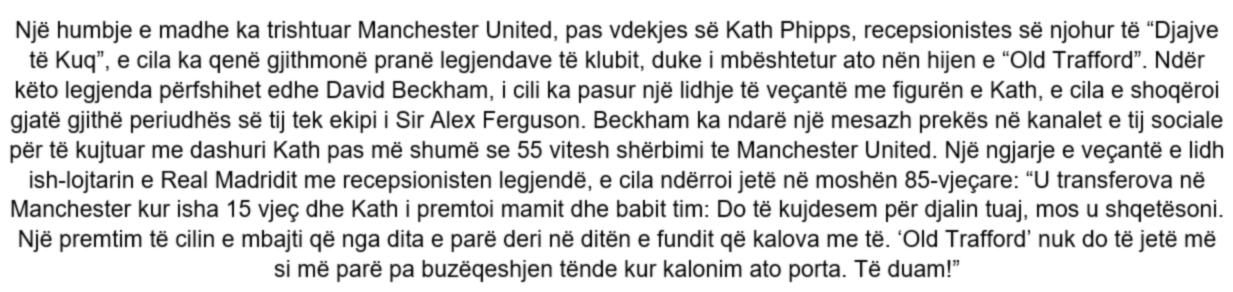 Një humbje e madhe ka trishtuar Manchester United, pas vdekjes së Kath Phipps, recepsionistes së njohur të “Djajve
të Kuq”, e cila ka qenë gjithmonë pranë legjendave të klubit, duke i mbështetur ato nën hijen e “Old Trafford”. Ndër
këto legjenda përfshihet edhe David Beckham, i cili ka pasur një lidhje të veçantë me figurën e Kath, e cila e shoqëroi
gjatë gjithë periudhës së tij tek ekipi i Sir Alex Ferguson. Beckham ka ndarë një mesazh prekës në kanalet e tij sociale
për të kujtuar me dashuri Kath pas më shumë se 55 vitesh shërbimi te Manchester United. Një ngjarje e veçantë e lidh
ish-lojtarin e Real Madridit me recepsionisten legjendë, e cila ndërroi jetë në moshën 85-vjeçare: “U transferova në
Manchester kur isha 15 vjeç dhe Kath i premtoi mamit dhe babit tim: Do të kujdesem për djalin tuaj, mos u shqetësoni.
Një premtim të cilin e mbajti që nga dita e parë deri në ditën e fundit që kalova me të. ‘Old Trafford’ nuk do të jetë më
si më parë pa buzëqeshjen tënde kur kalonim ato porta. Të duam!”